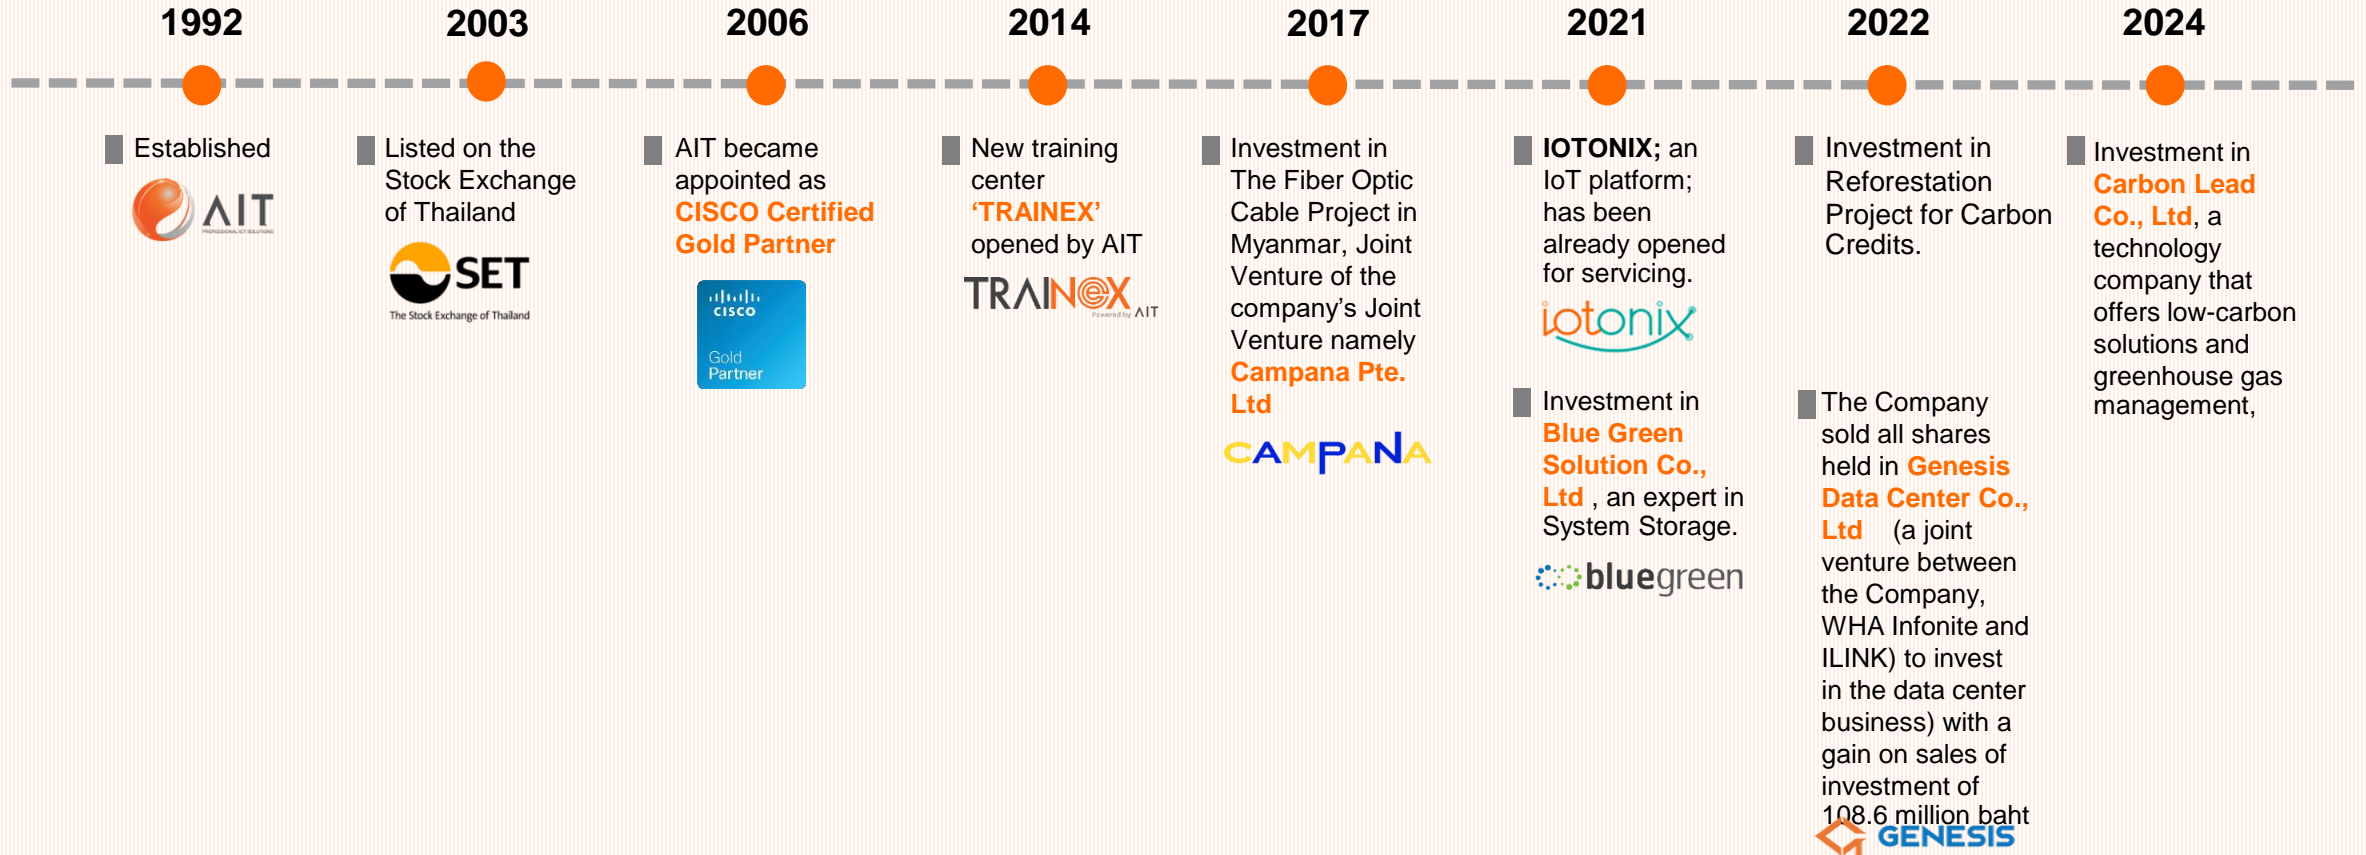 1992
2003
2006
2014
2017
2021
2022
2024
Established
AIT
PROFESSIONAL ICT SOLUTIONS
Listed on the
Stock Exchange
of Thailand
SET
The Stock Exchange of Thailand
AIT became
appointed as
CISCO Certified
Gold Partner
CISCO
Gold
Partner
New training
center
‘TRAINEX’
opened by AIT
TRAINEX
Powered by AIT
Investment in
The Fiber Optic
Cable Project in
Myanmar, Joint
Venture of the
company’s Joint
Venture namely
Campana Pte.
Ltd
CAMPANA
IOTONIX; an
IoT platform;
has been
already opened
for servicing.
iotonix
Investment in
Blue Green
Solution Co.,
Ltd , an expert in
System Storage.
bluegreen
Investment in
Reforestation
Project for Carbon
Credits.
The Company
sold all shares
held in Genesis
Data Center Co.,
Ltd (a joint
venture between
the Company,
WHA Infonite and
ILINK) to invest
in the data center
business) with a
gain on sales of
investment of
108.6 million baht
GENESIS
Investment in
Carbon Lead
Co., Ltd, a
technology
company that
offers low-carbon
solutions and
greenhouse gas
management,